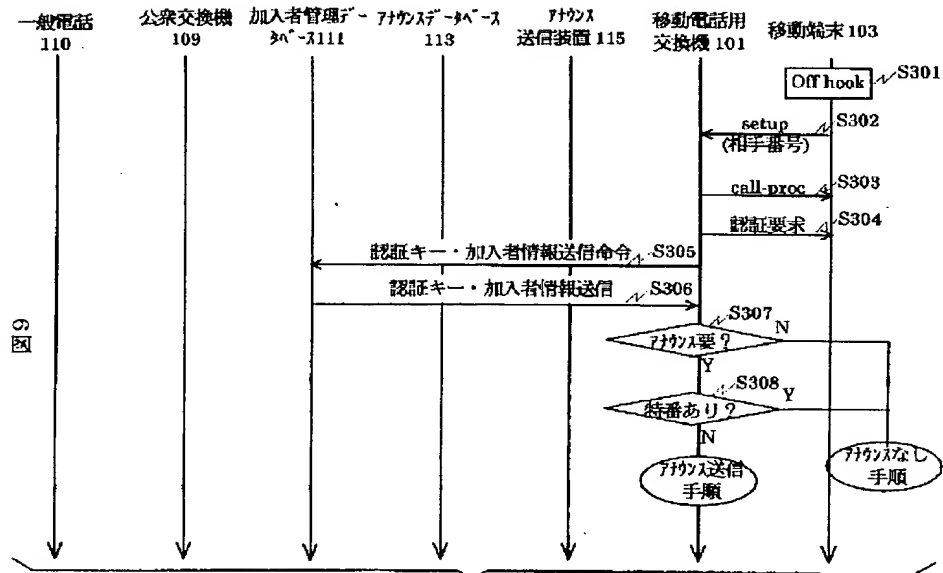 一般電話
110
公衆交換機
109
加入者管理デー
タベース111
アナウンスデータベース
113
アナウンス
送信装置 115
移動電話用
交換機 101
移動端末 103
Off hook
S301
setup
S302
(相手番号)
call-proc
S303
認証要求
S304
認証キー・加入者情報送信命令
S305
認証キー・加入者情報送信
S306
S307
アナウンス要？
N
Y
S308
特番あり？
Y
N
アナウンス送信
手順
アナウンスなし
手順
図6